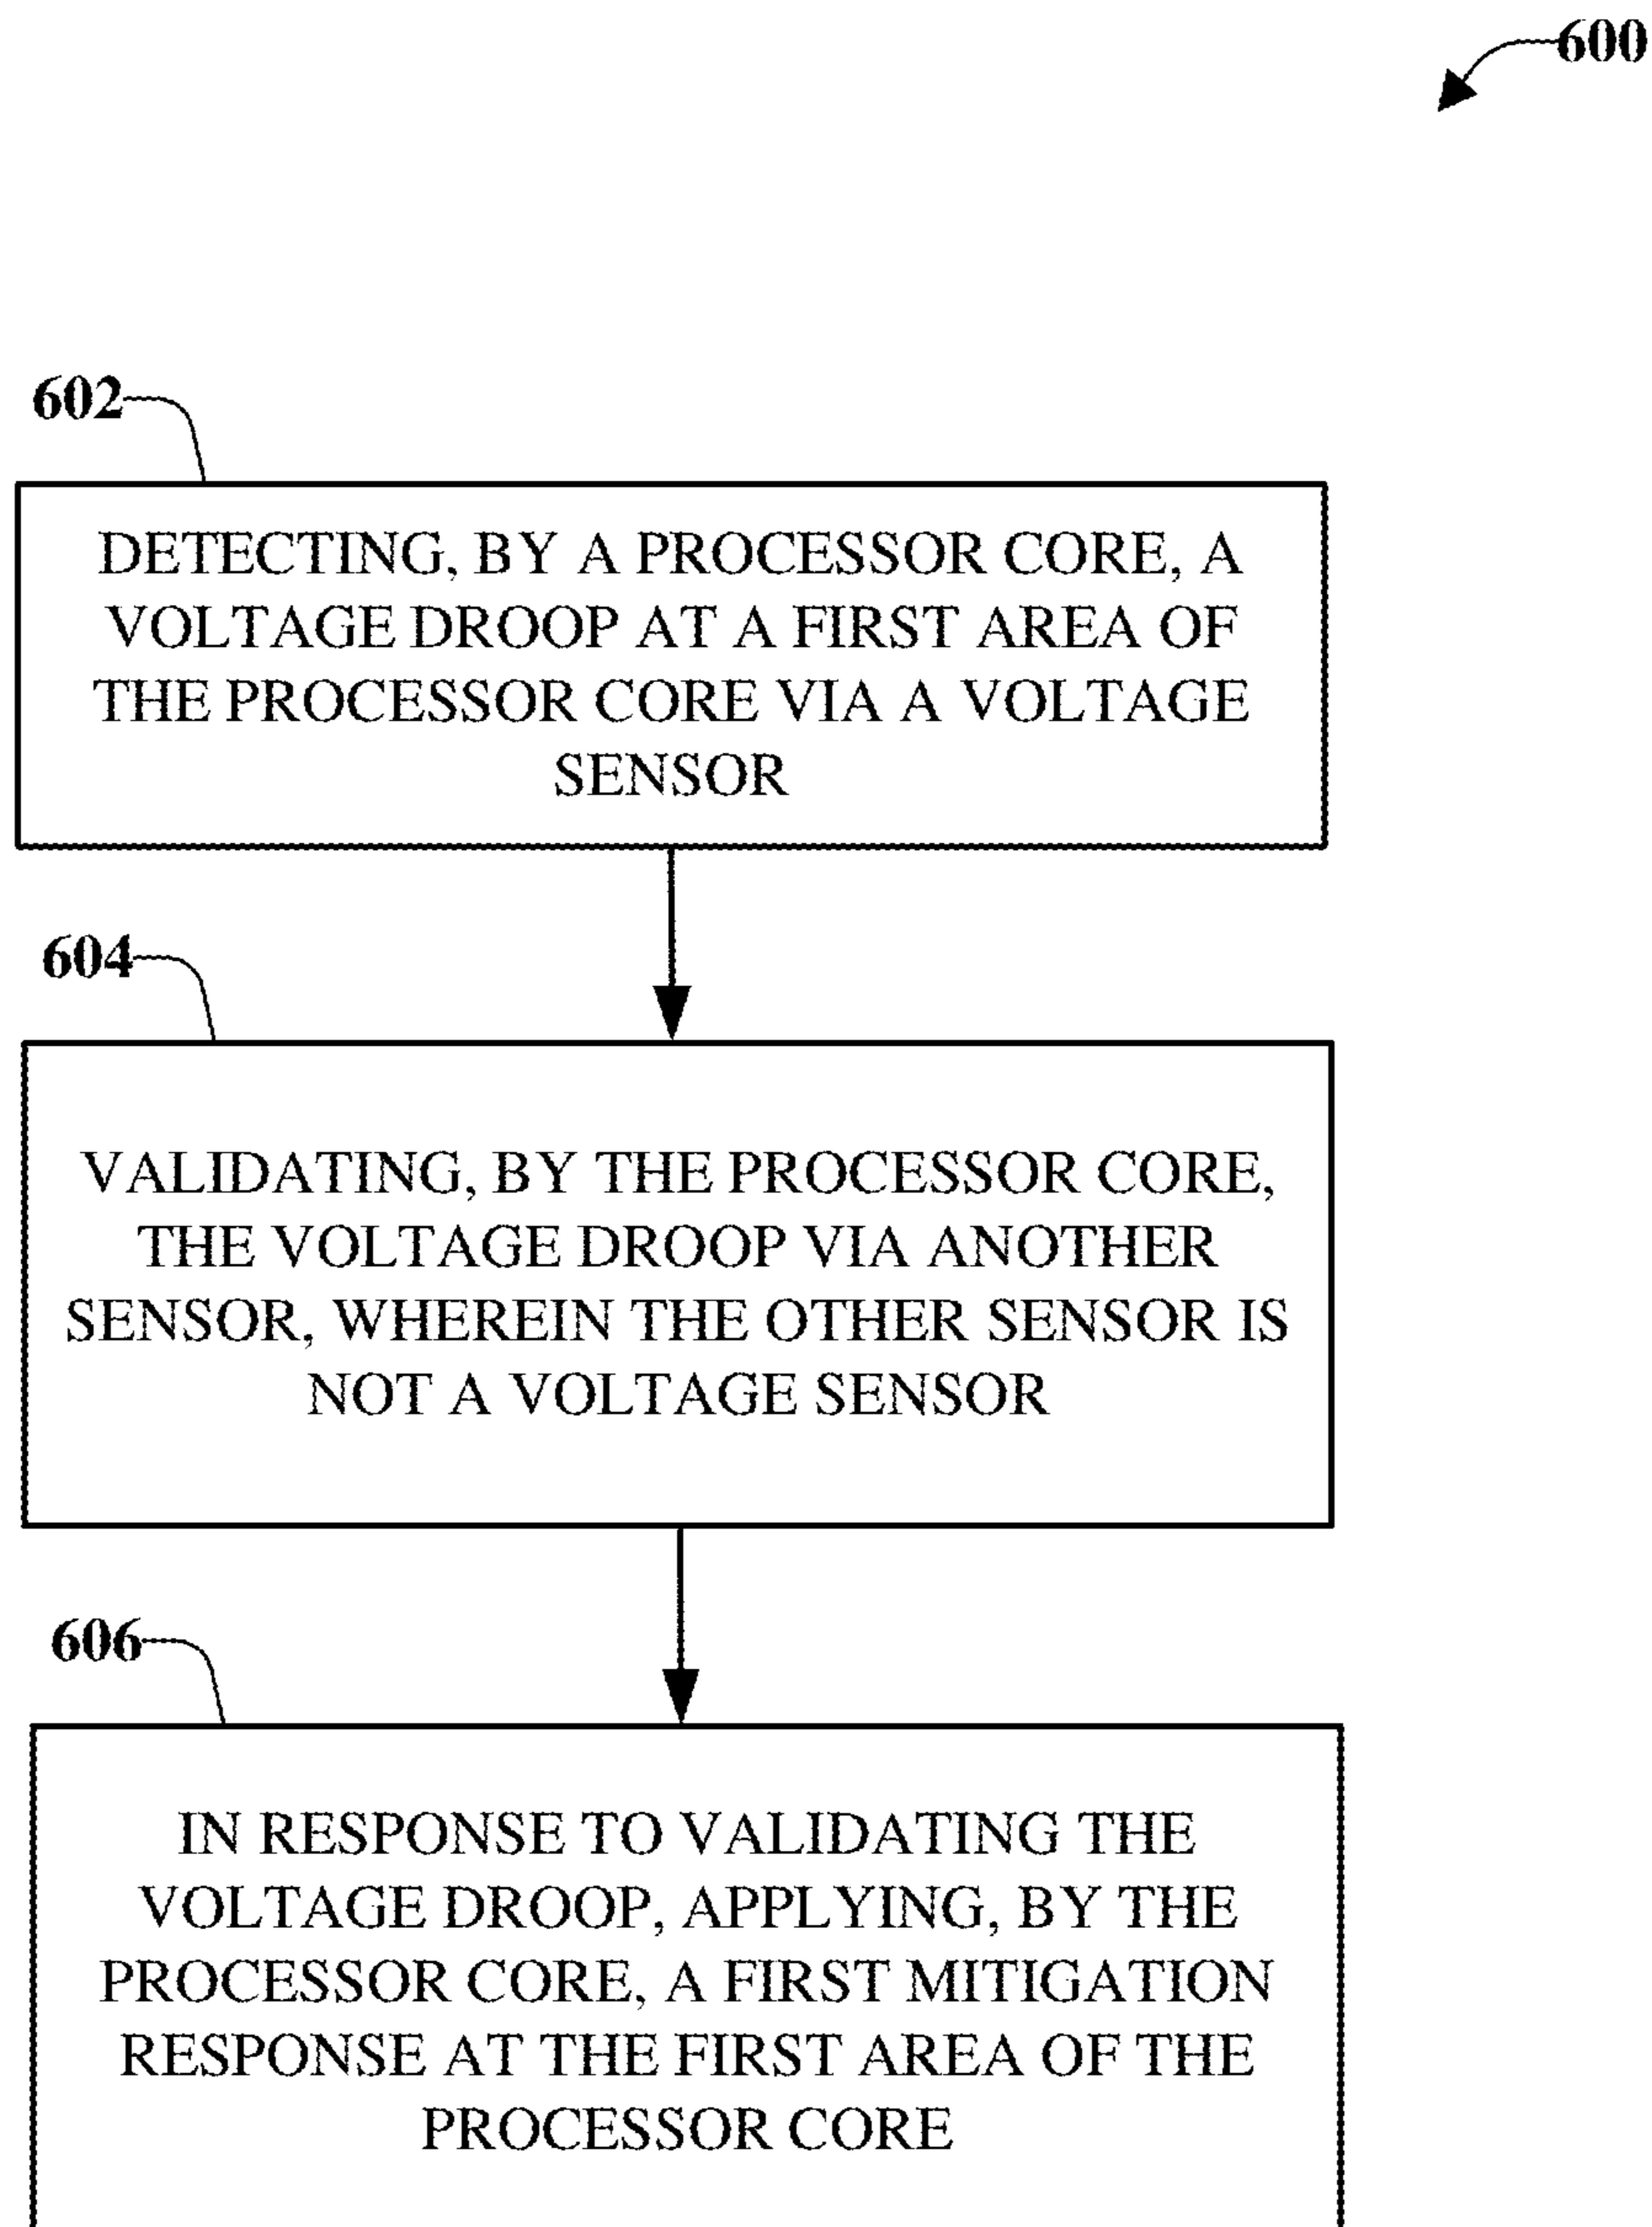 600
602
DETECTING, BY A PROCESSOR CORE, A
VOLTAGE DROOP AT A FIRST AREA OF
THE PROCESSOR CORE VIA A VOLTAGE
SENSOR
604
VALIDATING, BY THE PROCESSOR CORE,
THE VOLTAGE DROOP VIA ANOTHER
SENSOR, WHEREIN THE OTHER SENSOR IS
NOT A VOLTAGE SENSOR
606
IN RESPONSE TO VALIDATING THE
VOLTAGE DROOP, APPLYING, BY THE
PROCESSOR CORE, A FIRST MITIGATION
RESPONSE AT THE FIRST AREA OF THE
PROCESSOR CORE